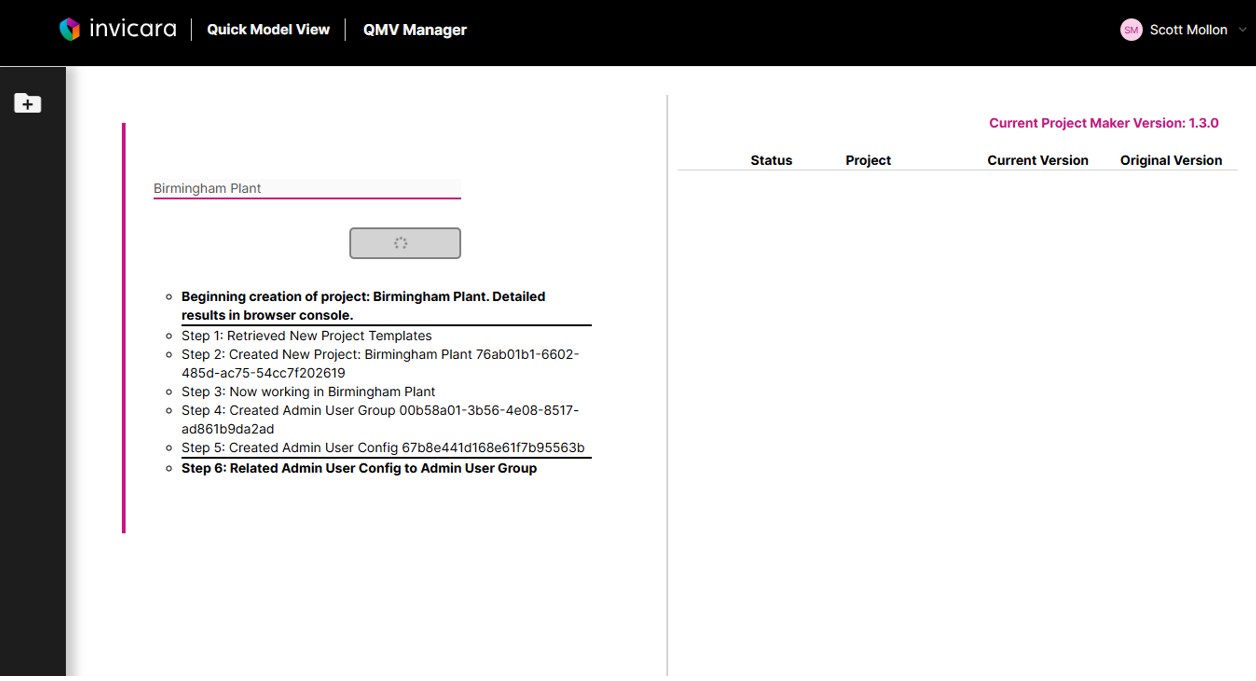 invicara
Quick Model View
QMV Manager
SM
Scott Mollon
Birmingham Plant
Beginning creation of project: Birmingham Plant. Detailed
results in browser console.
Step 1: Retrieved New Project Templates
Step 2: Created New Project: Birmingham Plant 76ab01b1-6602-
485d-ac75-54cc7f202619
Step 3: Now working in Birmingham Plant
Step 4: Created Admin User Group 00b58a01-3b56-4e08-8517-
ad861b9da2ad
Step 5: Created Admin User Config 67b8e441d168e61f7b95563b
Step 6: Related Admin User Config to Admin User Group
Current Project Maker Version: 1.3.0
Status Project Current Version Original Version